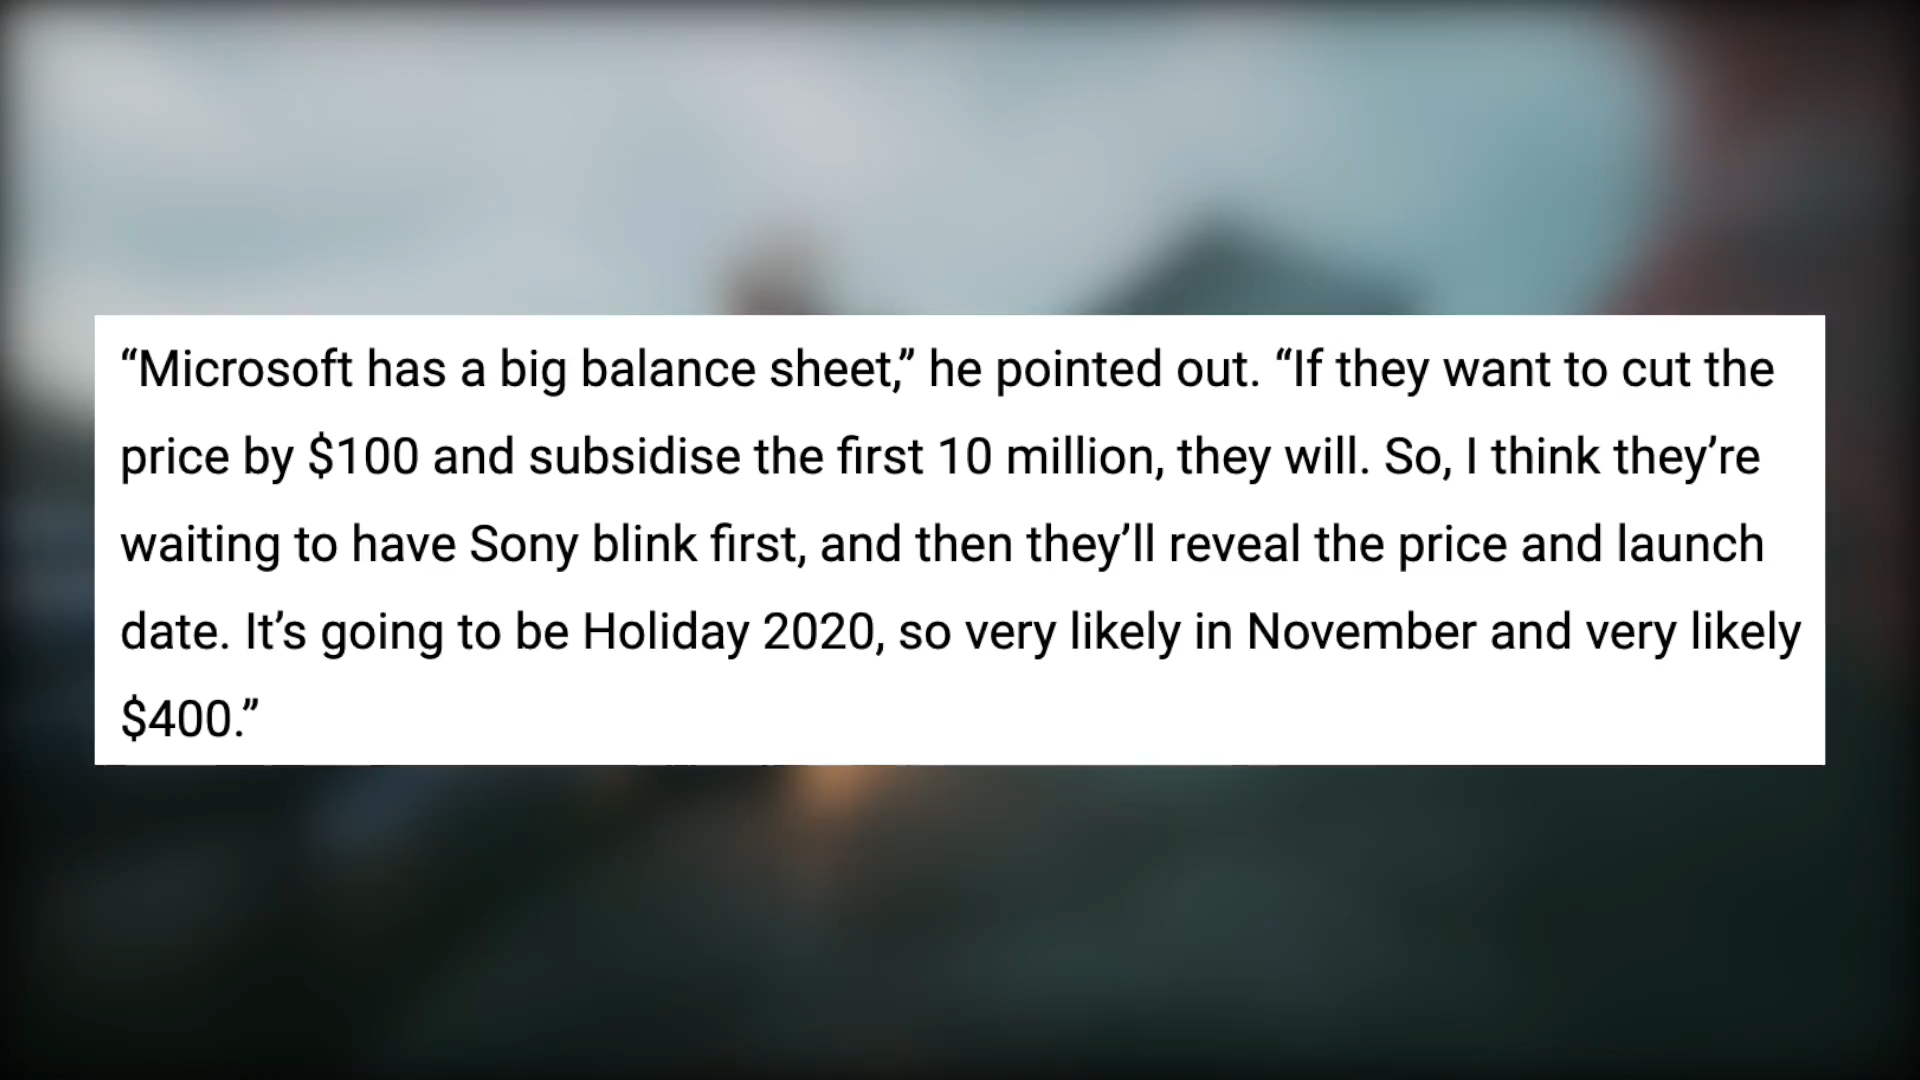 “Microsoft has a big balance sheet,” he pointed out. “If they want to cut the
price by $100 and subsidise the first 10 million, they will. So, I think they’re
waiting to have Sony blink first, and then they’ll reveal the price and launch
date. It’s going to be Holiday 2020, so very likely in November and very likely
$400.”